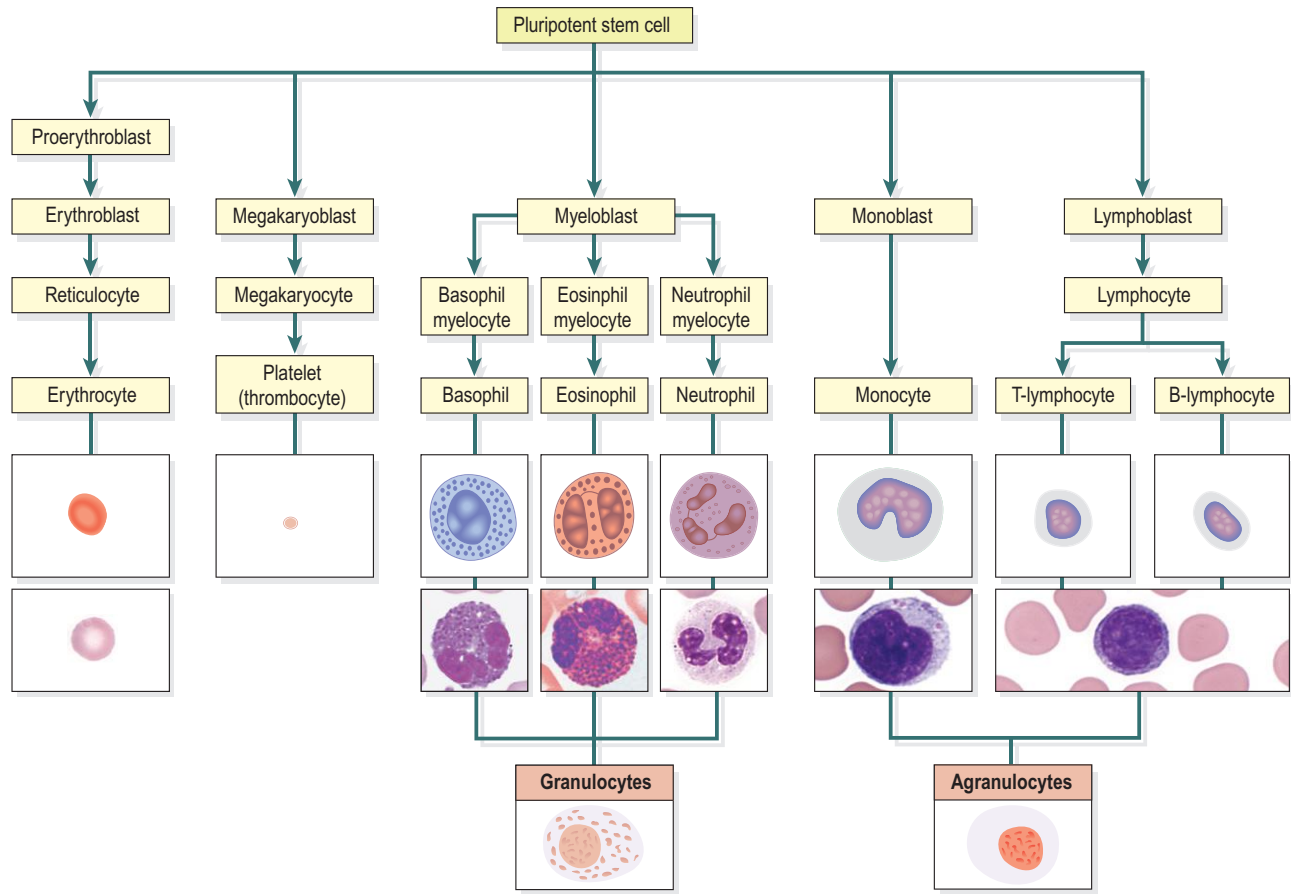 Pluripotent stem cell
Proerythroblast
Erythroblast
Megakaryoblast
Myeloblast
Monoblast
Lymphoblast
Reticulocyte
Megakaryocyte
Basophil
myelocyte
Eosinphil
myelocyte
Neutrophil
myelocyte
Lymphocyte
Erythrocyte
Platelet
(thrombocyte)
Basophil
Eosinophil
Neutrophil
Monocyte
T-lymphocyte
B-lymphocyte
Granulocytes
Agranulocytes